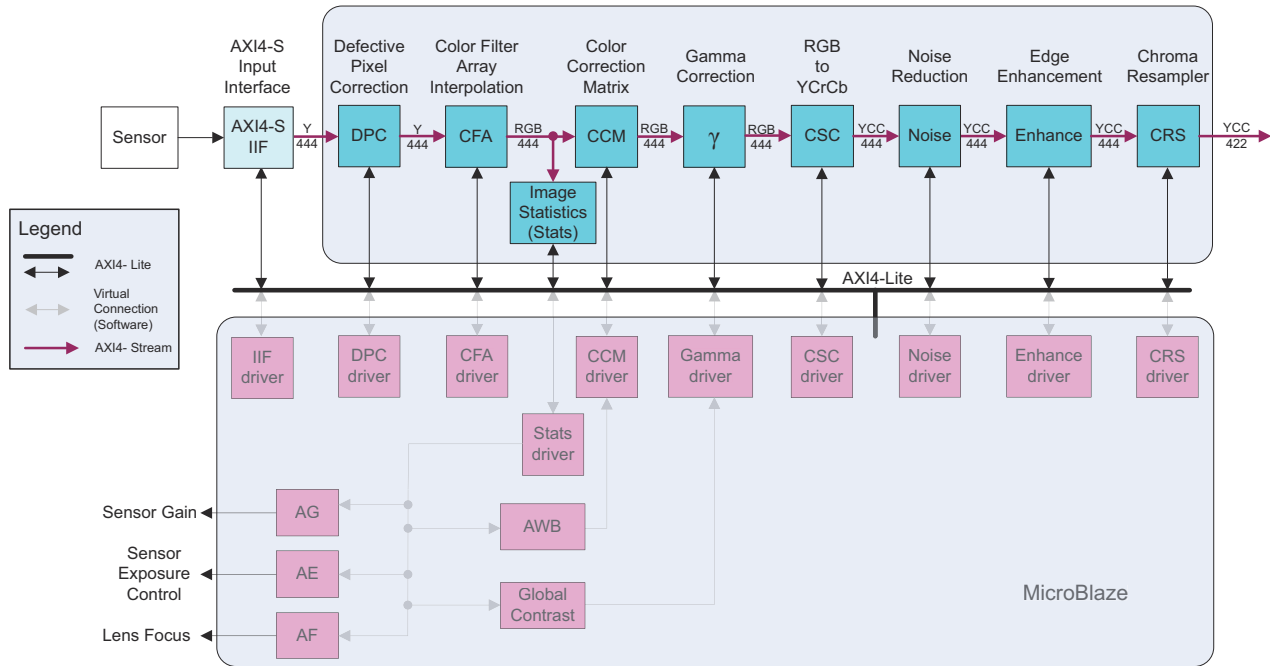 AXI4-S
Input
Interface
Defective
Pixel
Correction
Color Filter
Array
Interpolation
Color
Correction
Matrix
Gamma
Correction
RGB
to
YCrCb
Noise
Reduction
Edge
Enhancement
Chroma
Resampler
Sensor
AXI4-S
IIF
Y
444
DPC
Y
444
CFA
RGB
444
CCM
RGB
444
γ
RGB
444
CSC
YCC
444
Noise
YCC
444
Enhance
YCC
444
CRS
YCC
422
Image
Statistics
(Stats)
Legend
AXI4- Lite
Virtual
Connection
(Software)
AXI4- Stream
AXI4-Lite
IIF
driver
DPC
driver
CFA
driver
CCM
driver
Gamma
driver
CSC
driver
Noise
driver
Enhance
driver
CRS
driver
Stats
driver
Sensor Gain
AG
AWB
Sensor
Exposure
Control
AE
Global
Contrast
MicroBlaze
Lens Focus
AF